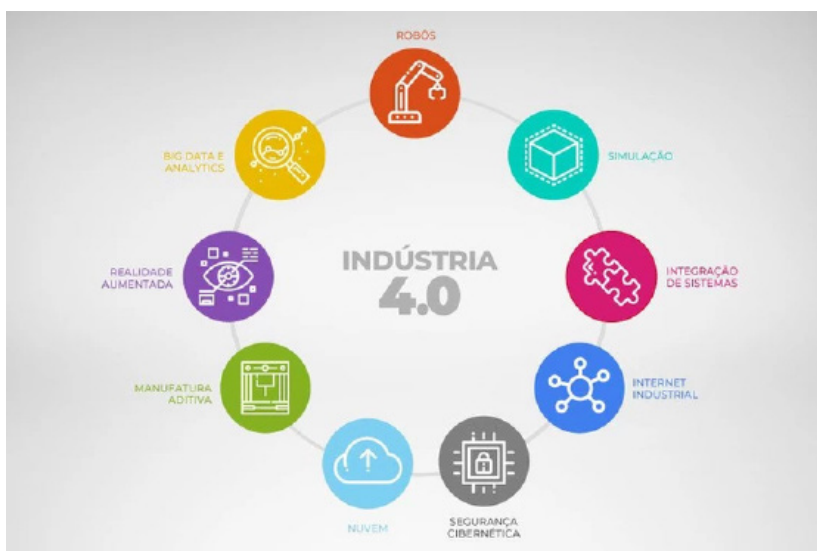 ROBÔS
SIMULAÇÃO
INTEGRAÇÃO
DE SISTEMAS
INTERNET
INDUSTRIAL
SEGURANÇA
CIBERNÉTICA
NUVEM
MANUFATURA
ADITIVA
REALIDADE
AUMENTADA
BIG DATA E
ANALYTICS
INDÚSTRIA
4.0